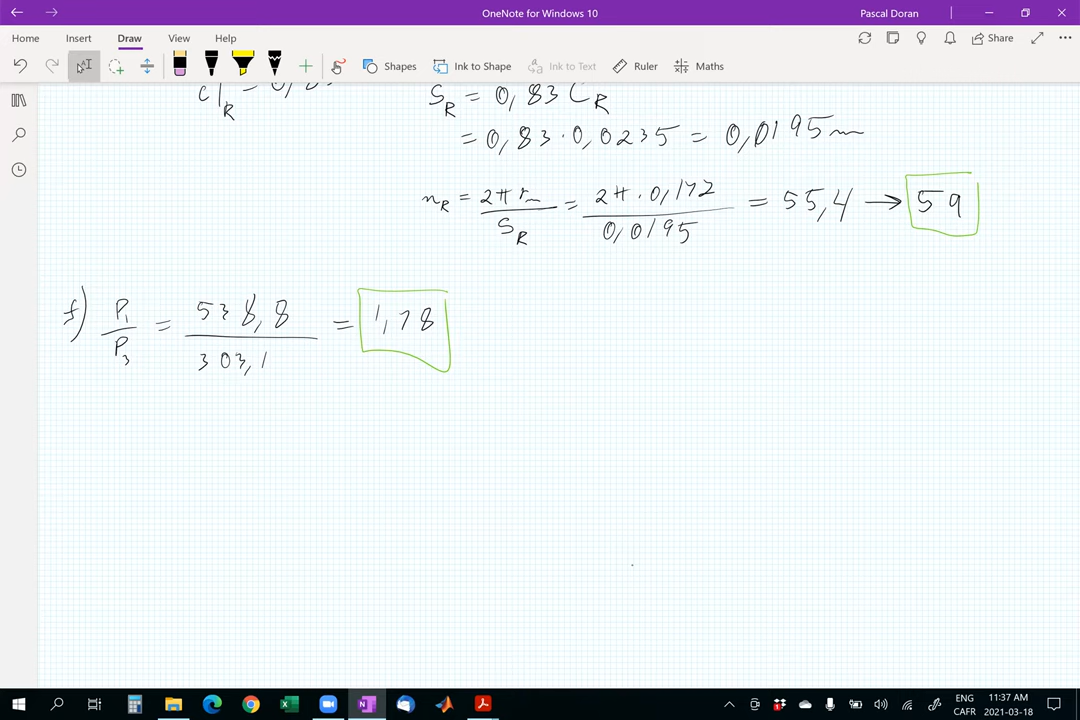 OneNote for Windows 10
Pascal Doran
Home Insert Draw View Help
Share
Shapes Ink to Shape Ink to Text Ruler Maths
S_R = 0,83 C_R
= 0,83 · 0,0235 = 0,0195 m
n_R = 2π r_m / S_R = 2π · 0,172 / 0,0195 = 55,4 → 59
f) P_1 / P_3 = 538,8 / 303,1 = 1,78
ENG 11:37 AM
CAFR 2021-03-18